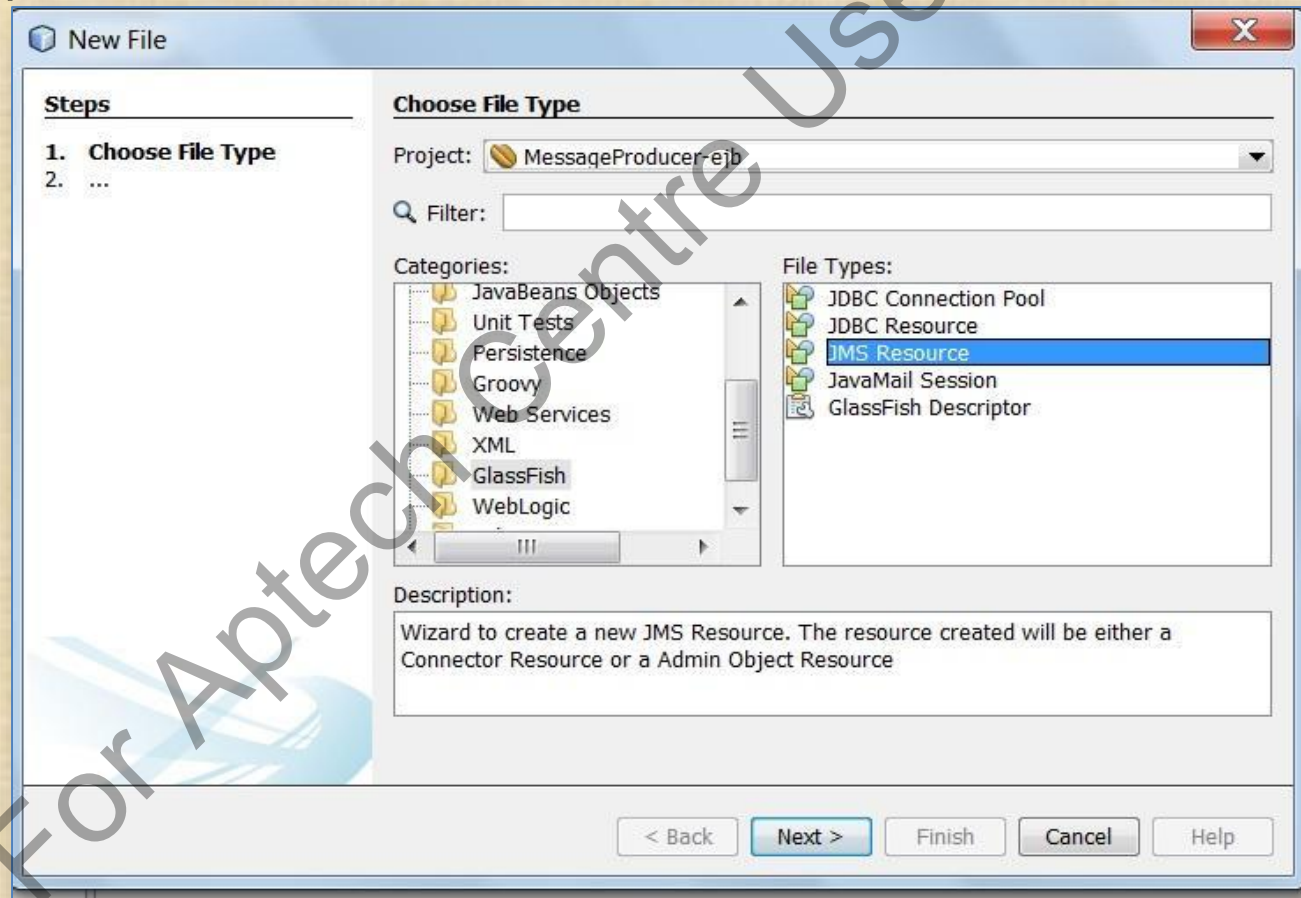 New File
Steps
1. Choose File Type
2. ...
Choose File Type
Project: MessageProducer-ejb
Filter:
Categories:
JavaBeans Objects
Unit Tests
Persistence
Groovy
Web Services
XML
GlassFish
WebLogic
File Types:
JDBC Connection Pool
JDBC Resource
JMS Resource
JavaMail Session
GlassFish Descriptor
Description:
Wizard to create a new JMS Resource. The resource created will be either a
Connector Resource or a Admin Object Resource
< Back Next > Finish Cancel Help
For Aptech Centre Use